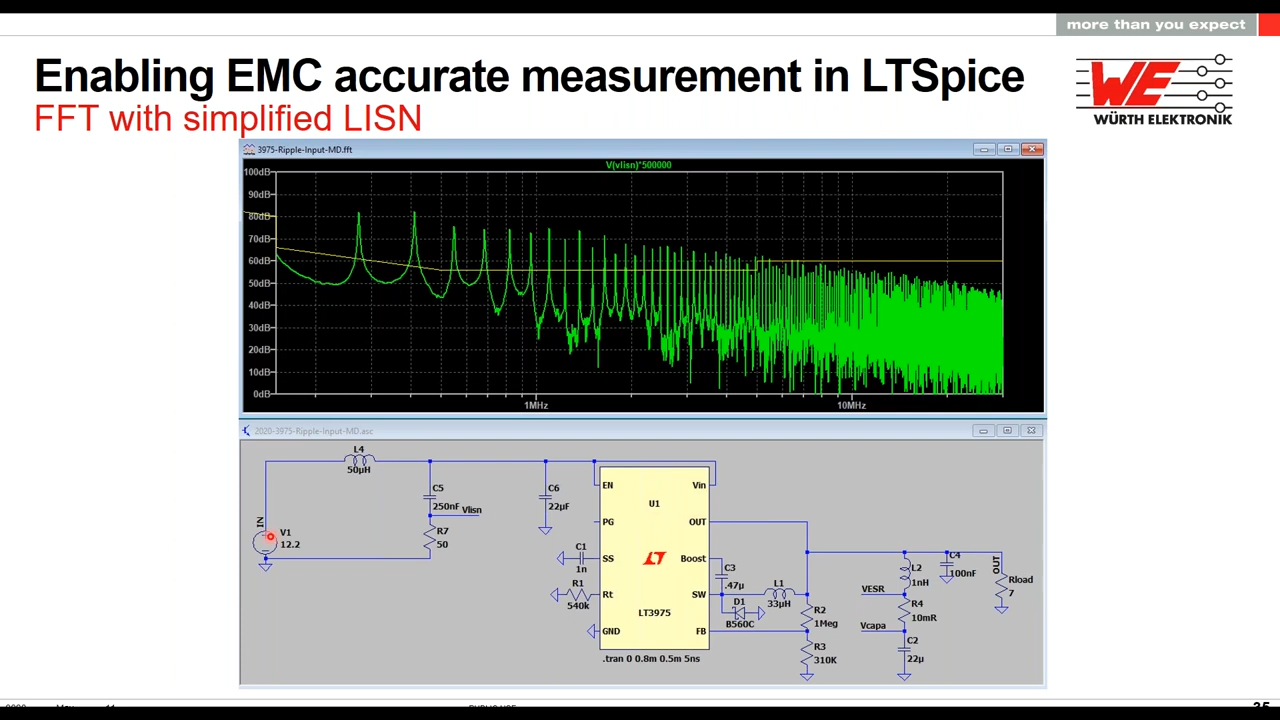 more than you expect
Enabling EMC accurate measurement in LTSpice
FFT with simplified LISN
WE
WÜRTH ELEKTRONIK
3975-Ripple-Input-MD.fft
V(vlisn)*500000
100dB
90dB
80dB
70dB
60dB
50dB
40dB
30dB
20dB
10dB
0dB
1MHz
10MHz
2020-3975-Ripple-Input-MD.asc
L4
50µH
IN
V1
12.2
C5
250nF
Vlisn
R7
50
C6
22µF
EN
Vin
U1
PG
OUT
SS
Boost
Rt
SW
LT3975
GND
FB
C1
1n
R1
540k
C3
.47µ
D1
B560C
L1
33µH
R2
1Meg
R3
310K
L2
1nH
C4
100nF
VESR
R4
10mR
Vcapa
C2
22µ
OUT
Rload
7
.tran 0 0.8m 0.5m 5ns
35